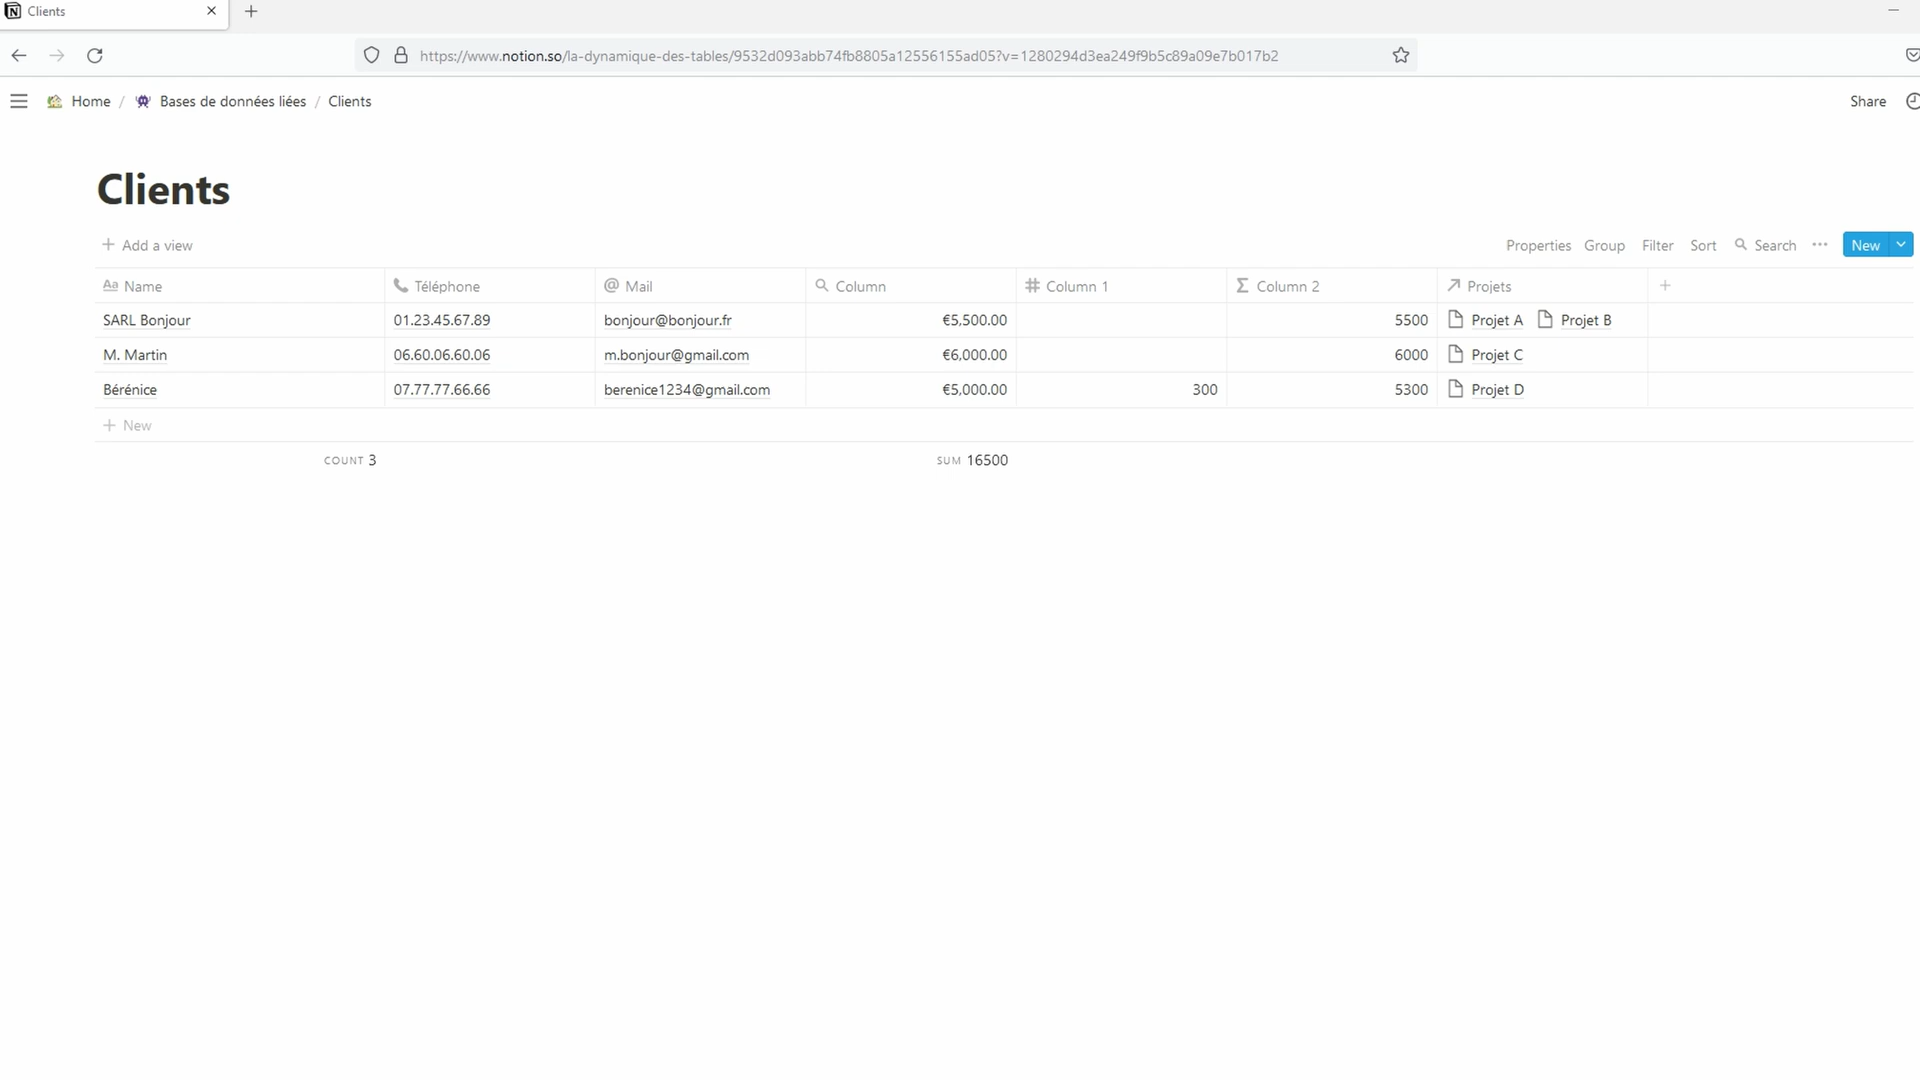 Clients
https://www.notion.so/la-dynamique-des-tables/9532d093abb74fb8805a12556155ad05?v=1280294d3ea249f9b5c89a09e7b017b2
Home / Bases de données liées / Clients Share
Clients
Add a view Properties Group Filter Sort Search New
Aa Name Téléphone @ Mail Column # Column 1 Σ Column 2 Projets
SARL Bonjour 01.23.45.67.89 bonjour@bonjour.fr €5,500.00 5500 Projet A Projet B
M. Martin 06.60.06.60.06 m.bonjour@gmail.com €6,000.00 6000 Projet C
Bérénice 07.77.77.66.66 berenice1234@gmail.com €5,000.00 300 5300 Projet D
New
COUNT 3 SUM 16500